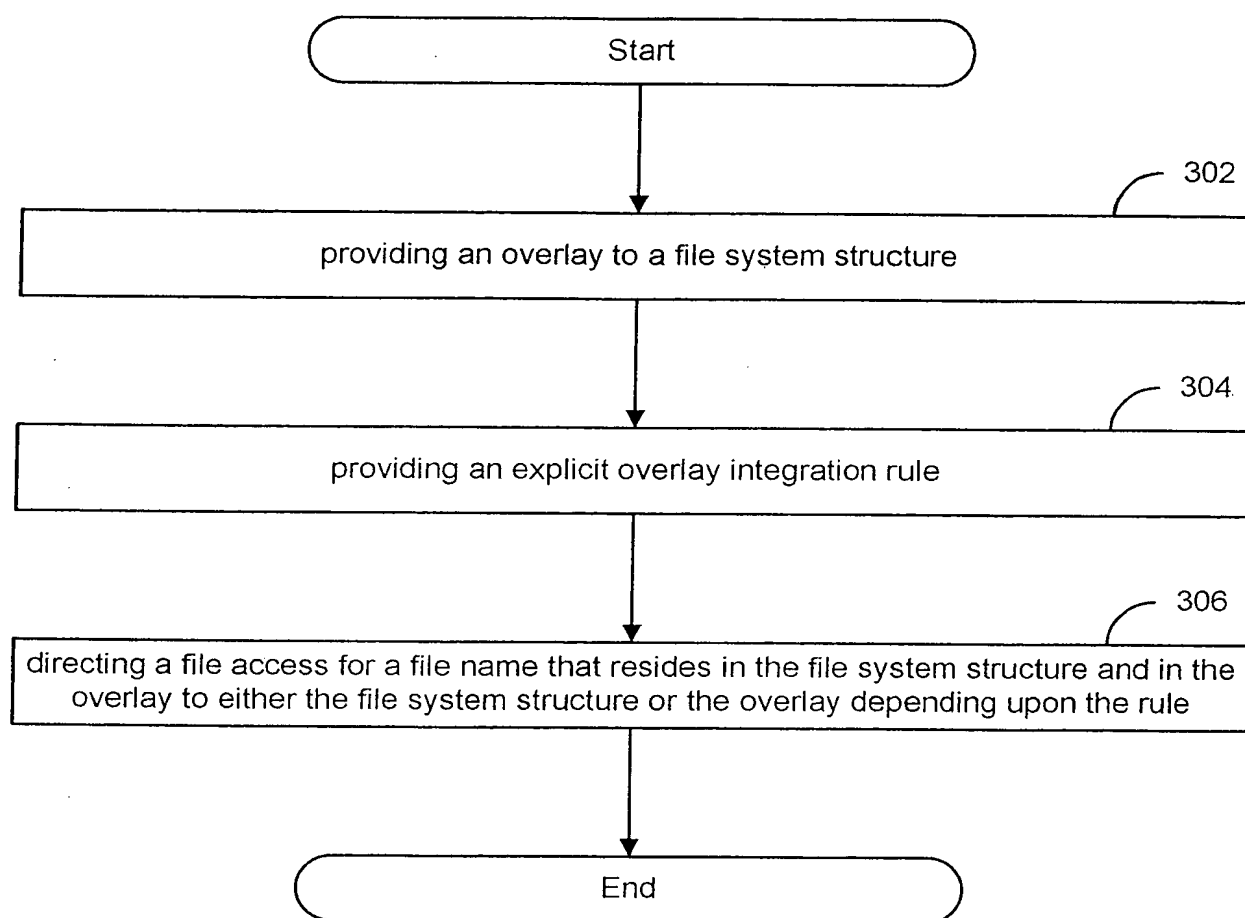 Start
302
providing an overlay to a file system structure
304
providing an explicit overlay integration rule
306
directing a file access for a file name that resides in the file system structure and in the
overlay to either the file system structure or the overlay depending upon the rule
End